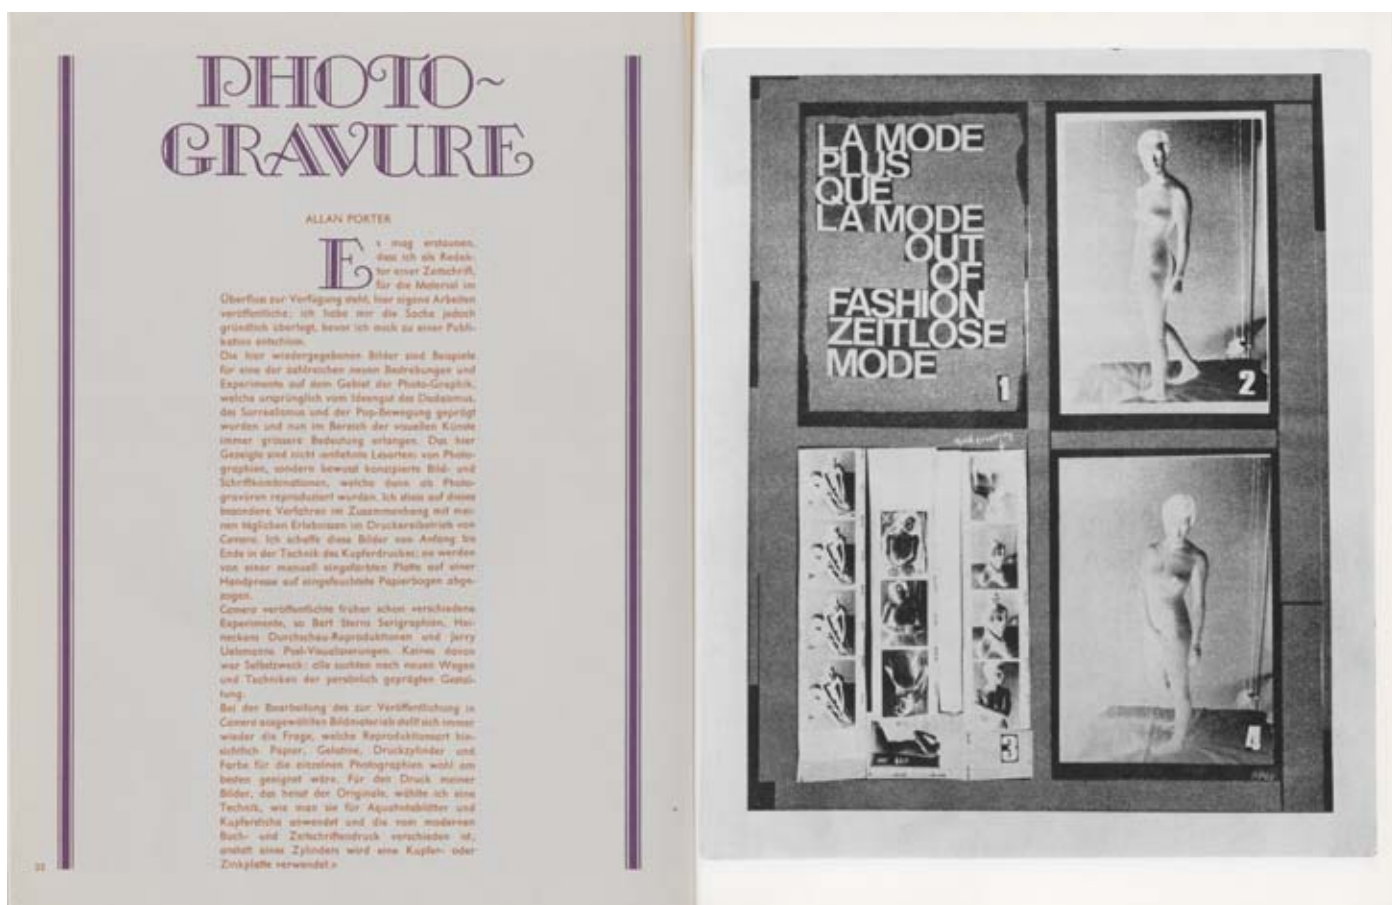 PHOTO-
GRAVURE
ALLAN PORTER
Es mag erstaunen,
dass ich als Redak-
tor einer Zeitschrift,
für die Material im
Überfluss zur Verfügung steht, hier eigene Arbeiten
veröffentliche; ich habe mir die Sache jedoch
gründlich überlegt, bevor ich mich zu einer Publi-
kation entschloss.
Die hier wiedergegebenen Bilder sind Beispiele
für eine der zahlreichen neuen Bestrebungen und
Experimente auf dem Gebiet der Photo-Graphik,
welche ursprünglich vom Ideengut des Dadaismus,
des Surrealismus und der Pop-Bewegung geprägt
wurden und nun im Bereich der visuellen Künste
immer grössere Bedeutung erlangen. Das hier
Gezeigte sind nicht «entlehnte Lesarten» von Photo-
graphien, sondern bewusst konzipierte Bild- und
Schriftkombinationen, welche dann als Photo-
gravüren reproduziert wurden. Ich stiess auf dieses
besondere Verfahren im Zusammenhang mit mei-
nen täglichen Erlebnissen im Druckereibetrieb von
Camera. Ich schaffe diese Bilder von Anfang bis
Ende in der Technik des Kupferdruckes; sie werden
von einer manuell eingefärbten Platte auf einer
Handpresse auf eingefeuchtete Papierbogen abge-
zogen.
Camera veröffentlichte früher schon verschiedene
Experimente, so Bert Sterns Serigraphien, Hei-
neckens Durchschau-Reproduktionen und Jerry
Uelsmanns Post-Visualisierungen. Keines davon
war Selbstzweck: alle suchten nach neuen Wegen
und Techniken der persönlich geprägten Gestal-
tung.
Bei der Bearbeitung des zur Veröffentlichung in
Camera ausgewählten Bildmaterials stellt sich immer
wieder die Frage, welche Reproduktionsart hin-
sichtlich Papier, Gelatine, Druckzylinder und
Farbe für die einzelnen Photographien wohl am
besten geeignet wäre. Für den Druck meiner
Bilder, das heisst der Originale, wählte ich eine
Technik, wie man sie für Aquatintablätter und
Kupferstiche anwendet und die vom modernen
Buch- und Zeitschriftendruck verschieden ist,
anstatt eines Zylinders wird eine Kupfer- oder
Zinkplatte verwendet.»
LA MODE
PLUS
QUE
LA MODE
OUT
OF
FASHION
ZEITLOSE
MODE
1
2
3
4